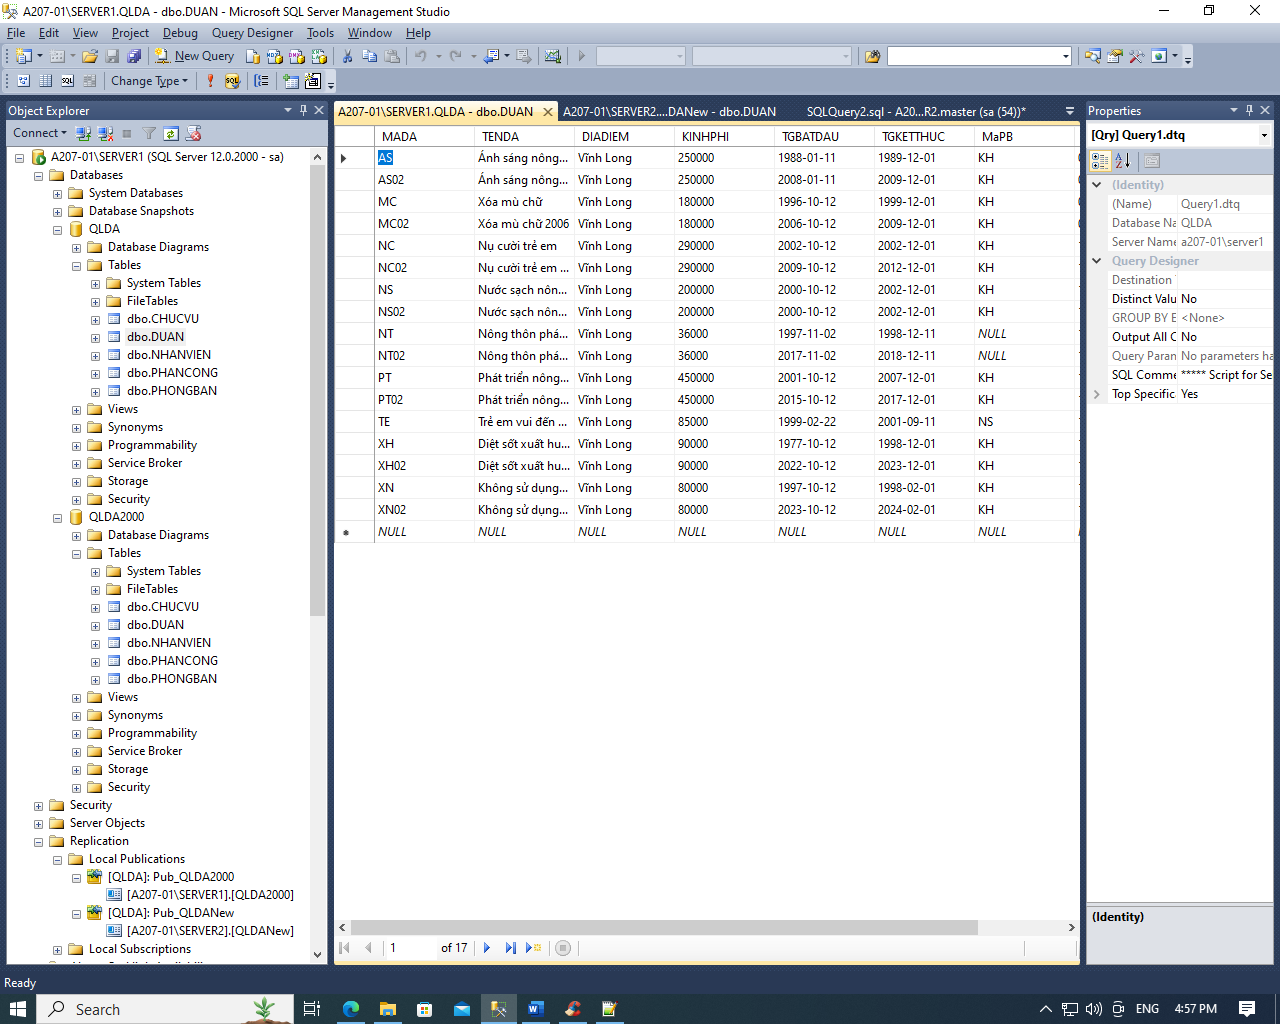 A207-01\SERVER1.QLDA - dbo.DUAN - Microsoft SQL Server Management Studio
File Edit View Project Debug Query Designer Tools Window Help
New Query
Change Type
Object Explorer
Connect
A207-01\SERVER1 (SQL Server 12.0.2000 - sa)
Databases
System Databases
Database Snapshots
QLDA
Database Diagrams
Tables
System Tables
FileTables
dbo.CHUCVU
dbo.DUAN
dbo.NHANVIEN
dbo.PHANCONG
dbo.PHONGBAN
Views
Synonyms
Programmability
Service Broker
Storage
Security
QLDA2000
Database Diagrams
Tables
System Tables
FileTables
dbo.CHUCVU
dbo.DUAN
dbo.NHANVIEN
dbo.PHANCONG
dbo.PHONGBAN
Views
Synonyms
Programmability
Service Broker
Storage
Security
Security
Server Objects
Replication
Local Publications
[QLDA]: Pub_QLDA2000
[A207-01\SERVER1].[QLDA2000]
[QLDA]: Pub_QLDANew
[A207-01\SERVER2].[QLDANew]
Local Subscriptions
A207-01\SERVER1.QLDA - dbo.DUAN A207-01\SERVER2....DANew - dbo.DUAN SQLQuery2.sql - A20...R2.master (sa (54))*
MADA TENDA DIADIEM KINHPHI TGBATDAU TGKETTHUC MaPB
AS Ánh sáng nông... Vĩnh Long 250000 1988-01-11 1989-12-01 KH
AS02 Ánh sáng nông... Vĩnh Long 250000 2008-01-11 2009-12-01 KH
MC Xóa mù chữ Vĩnh Long 180000 1996-10-12 1999-12-01 KH
MC02 Xóa mù chữ 2006 Vĩnh Long 180000 2006-10-12 2009-12-01 KH
NC Nụ cười trẻ em Vĩnh Long 290000 2002-10-12 2002-12-01 KH
NC02 Nụ cười trẻ em ... Vĩnh Long 290000 2009-10-12 2012-12-01 KH
NS Nước sạch nôn... Vĩnh Long 200000 2000-10-12 2002-12-01 KH
NS02 Nước sạch nôn... Vĩnh Long 200000 2000-10-12 2002-12-01 KH
NT Nông thôn phá... Vĩnh Long 36000 1997-11-02 1998-12-11 NULL
NT02 Nông thôn phá... Vĩnh Long 36000 2017-11-02 2018-12-11 NULL
PT Phát triển nông... Vĩnh Long 450000 2001-10-12 2007-12-01 KH
PT02 Phát triển nông... Vĩnh Long 450000 2015-10-12 2017-12-01 KH
TE Trẻ em vui đến ... Vĩnh Long 85000 1999-02-22 2001-09-11 NS
XH Diệt sốt xuất hu... Vĩnh Long 90000 1977-10-12 1998-12-01 KH
XH02 Diệt sốt xuất hu... Vĩnh Long 90000 2022-10-12 2023-12-01 KH
XN Không sử dụng... Vĩnh Long 80000 1997-10-12 1998-02-01 KH
XN02 Không sử dụng... Vĩnh Long 80000 2023-10-12 2024-02-01 KH
NULL NULL NULL NULL NULL NULL NULL
1 of 17
Properties
[Qry] Query1.dtq
(Identity)
(Name) Query1.dtq
Database Na QLDA
Server Name a207-01\server1
Query Designer
Destination
Distinct Valu No
GROUP BY E <None>
Output All C No
Query Param No parameters ha
SQL Comme ***** Script for Se
Top Specific Yes
(Identity)
Ready
Search
ENG 4:57 PM